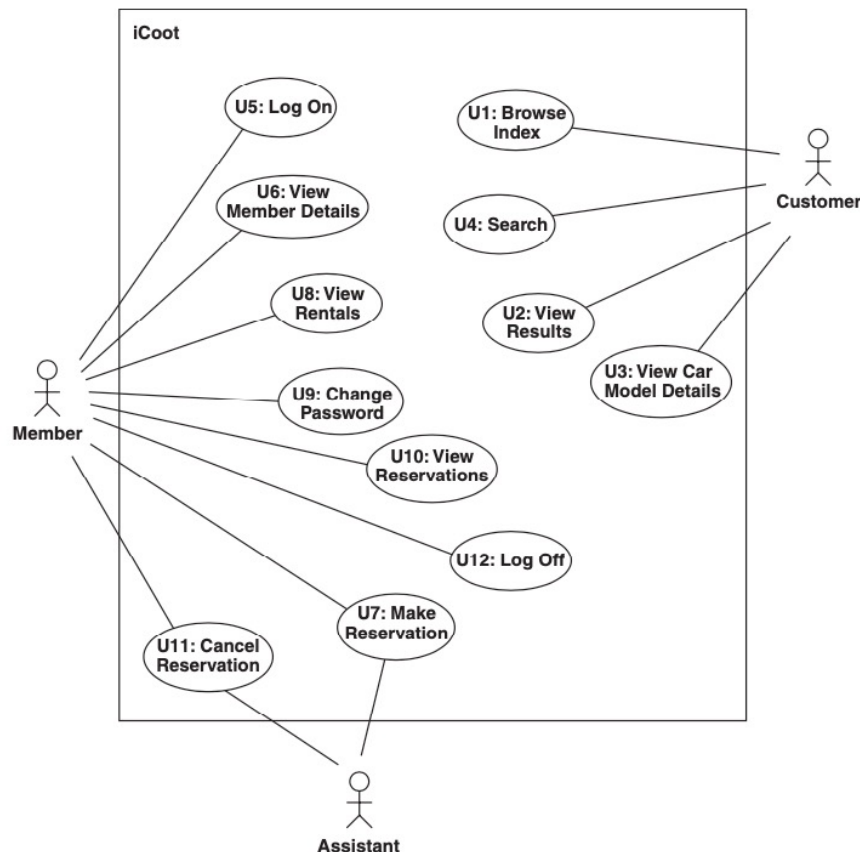 iCoot
U5: Log On
U1: Browse
Index
U6: View
Member Details
Customer
U4: Search
U8: View
Rentals
U2: View
Results
U3: View Car
Model Details
U9: Change
Password
Member
U10: View
Reservations
U12: Log Off
U7: Make
Reservation
U11: Cancel
Reservation
Assistant